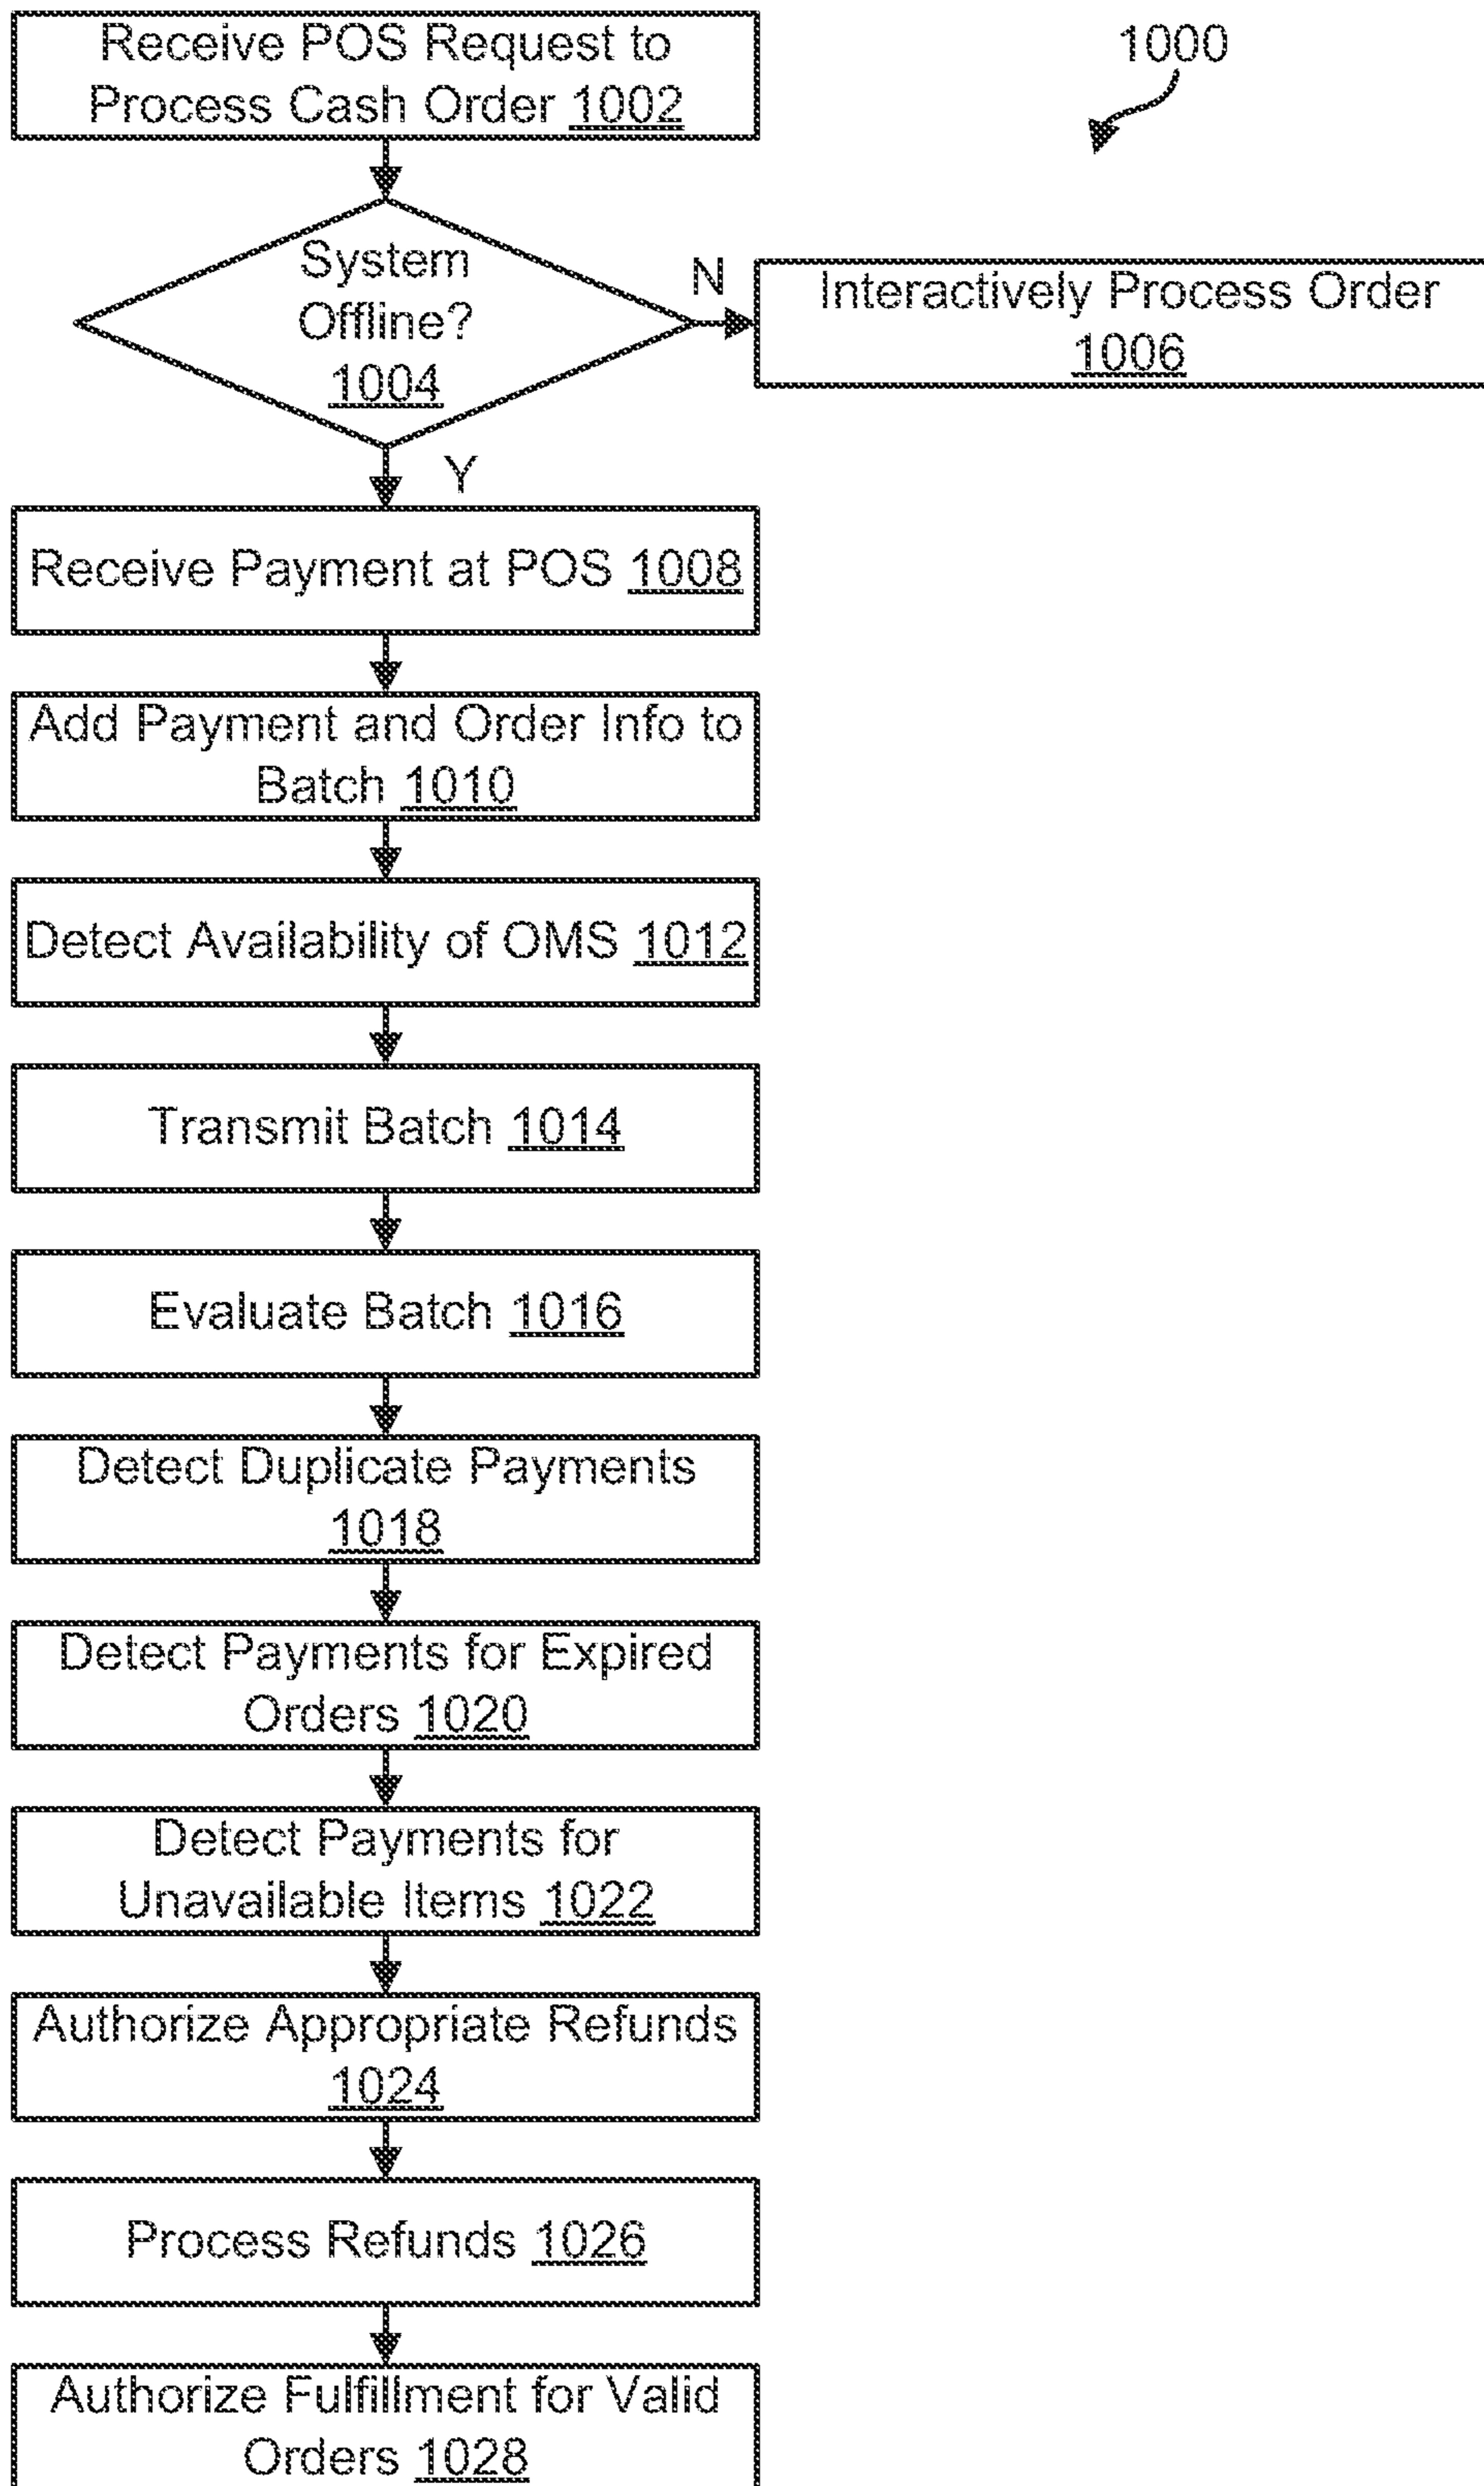 Receive POS Request to
Process Cash Order 1002
1000
System
Offline?
1004
N
Interactively Process Order
1006
Y
Receive Payment at POS 1008
Add Payment and Order Info to
Batch 1010
Detect Availability of OMS 1012
Transmit Batch 1014
Evaluate Batch 1016
Detect Duplicate Payments
1018
Detect Payments for Expired
Orders 1020
Detect Payments for
Unavailable Items 1022
Authorize Appropriate Refunds
1024
Process Refunds 1026
Authorize Fulfillment for Valid
Orders 1028